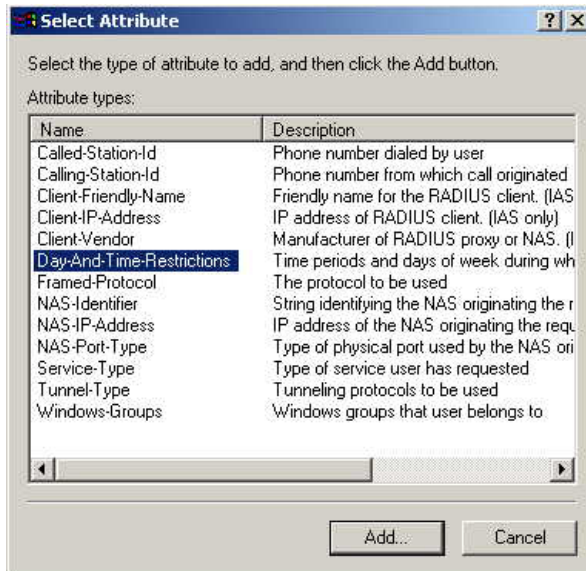 Select Attribute
Select the type of attribute to add, and then click the Add button.
Attribute types:
Name Description
Called-Station-Id Phone number dialed by user
Calling-Station-Id Phone number from which call originated
Client-Friendly-Name Friendly name for the RADIUS client. (IAS
Client-IP-Address IP address of RADIUS client. (IAS only)
Client-Vendor Manufacturer of RADIUS proxy or NAS. (I
Day-And-Time-Restrictions Time periods and days of week during wh
Framed-Protocol The protocol to be used
NAS-Identifier String identifying the NAS originating the r
NAS-IP-Address IP address of the NAS originating the requ
NAS-Port-Type Type of physical port used by the NAS ori
Service-Type Type of service user has requested
Tunnel-Type Tunneling protocols to be used
Windows-Groups Windows groups that user belongs to
Add... Cancel